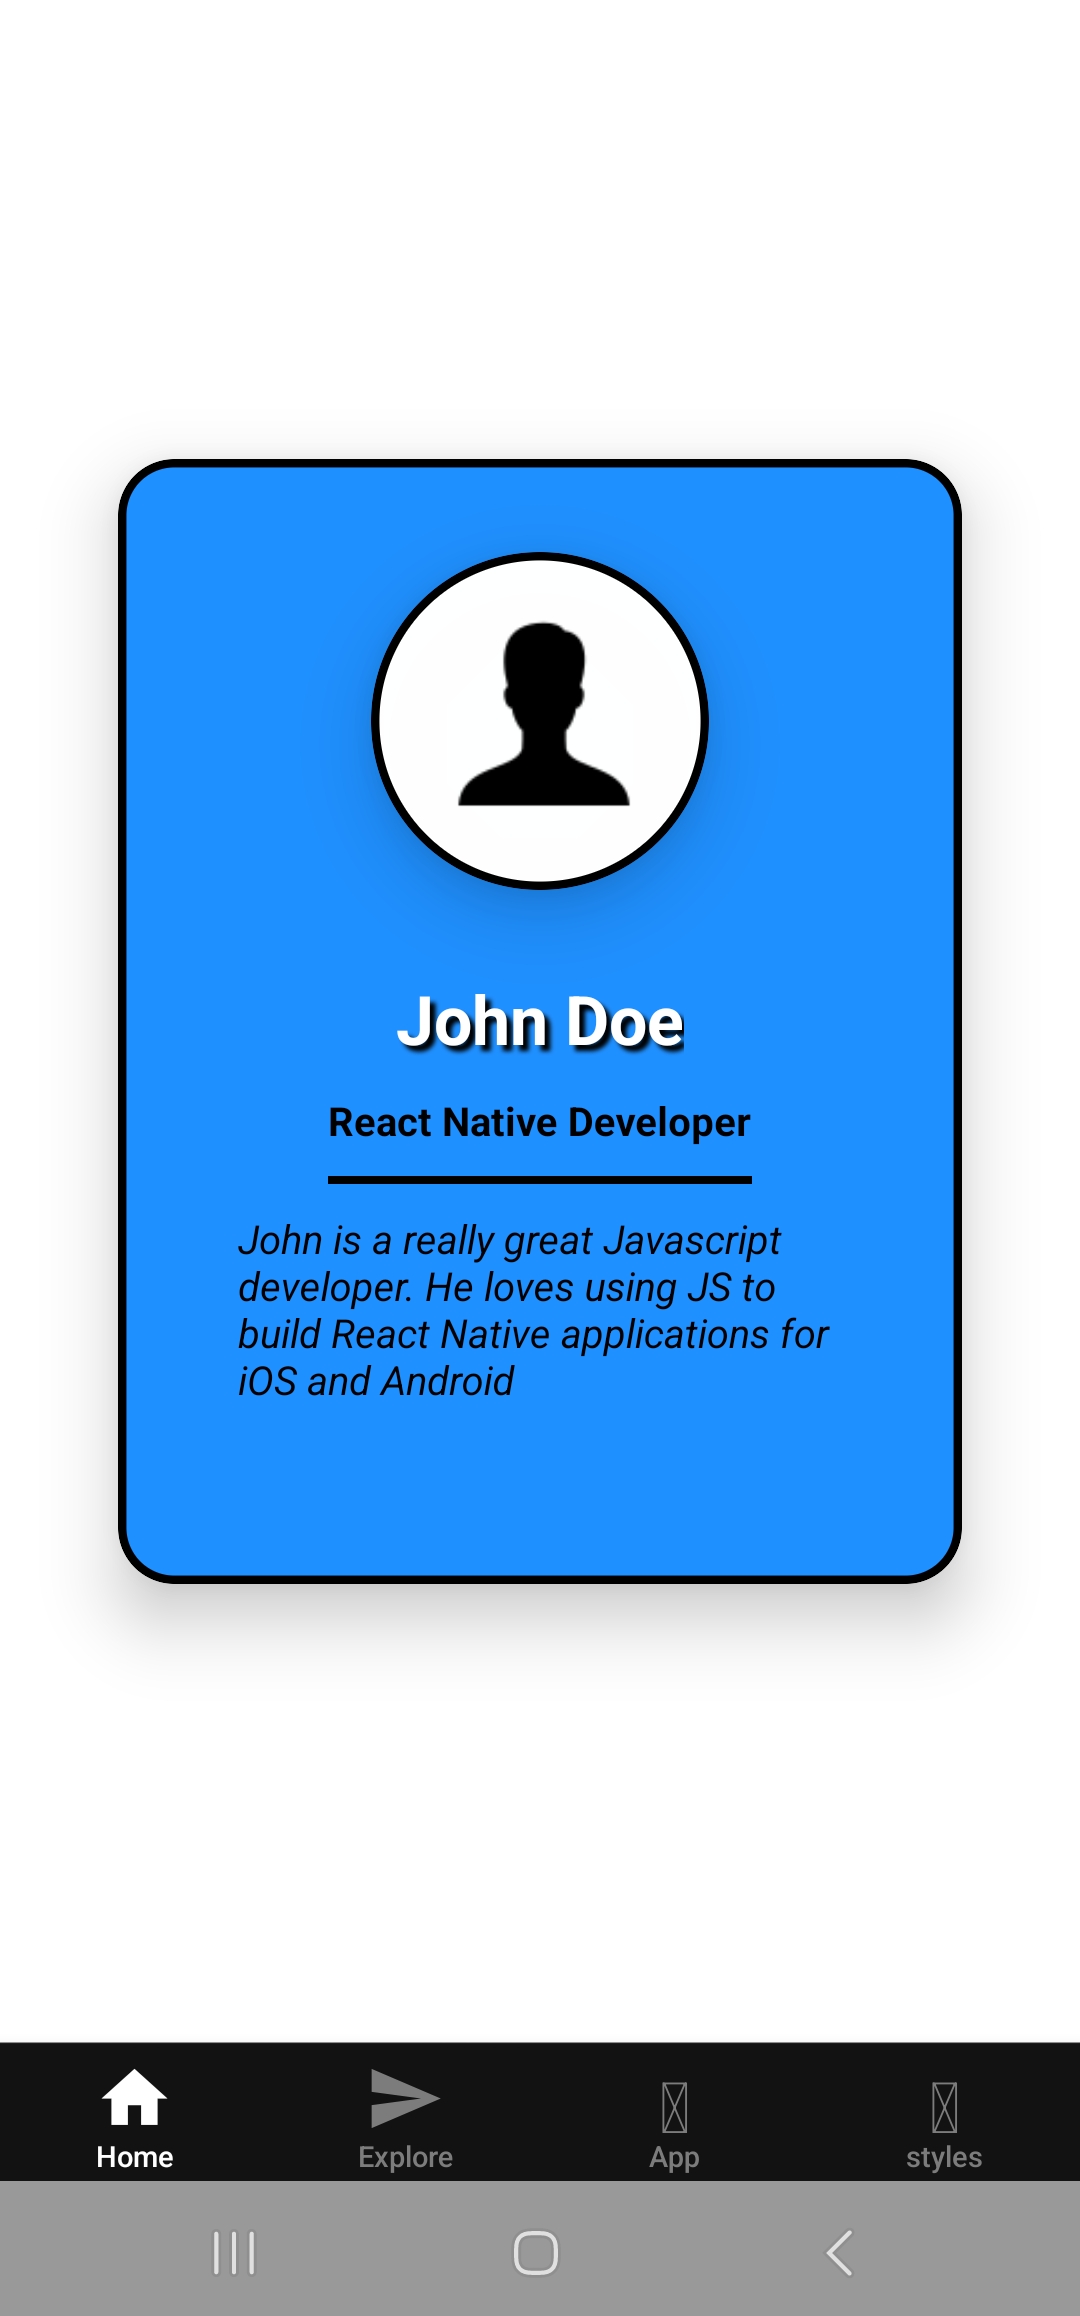 John Doe
React Native Developer
John is a really great Javascript
developer. He loves using JS to
build React Native applications for
iOS and Android
Home
Explore
App
styles